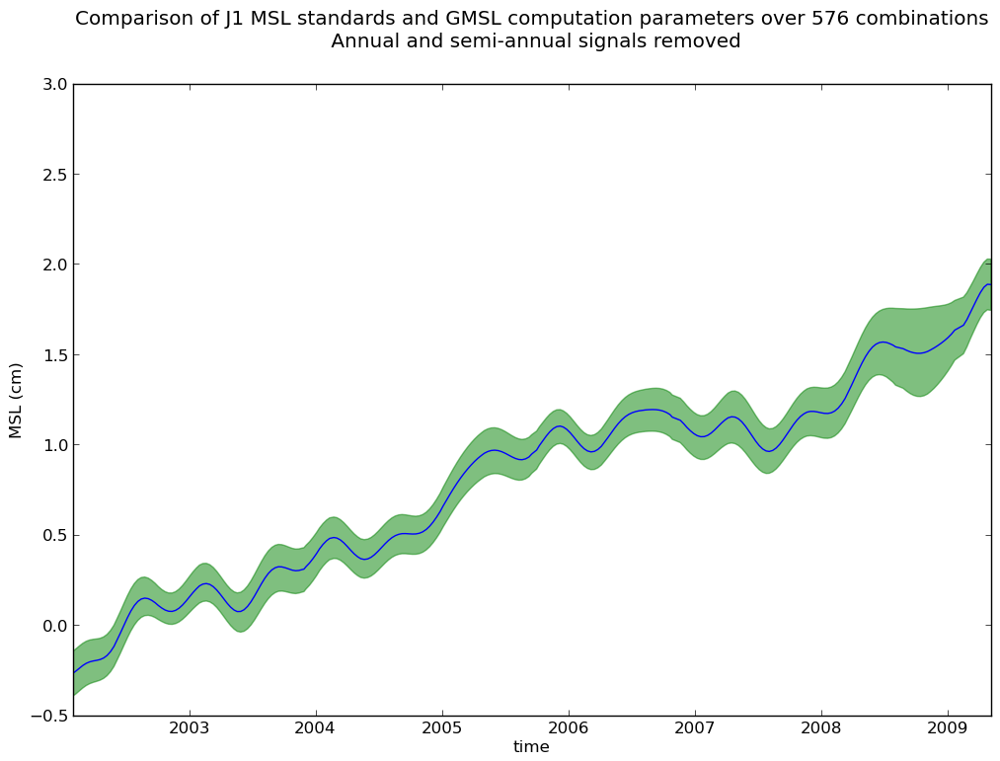 Comparison of J1 MSL standards and GMSL computation parameters over 576 combinations
Annual and semi-annual signals removed
3.0
2.5
2.0
1.5
1.0
0.5
0.0
−0.5
MSL (cm)
2003 2004 2005 2006 2007 2008 2009
time